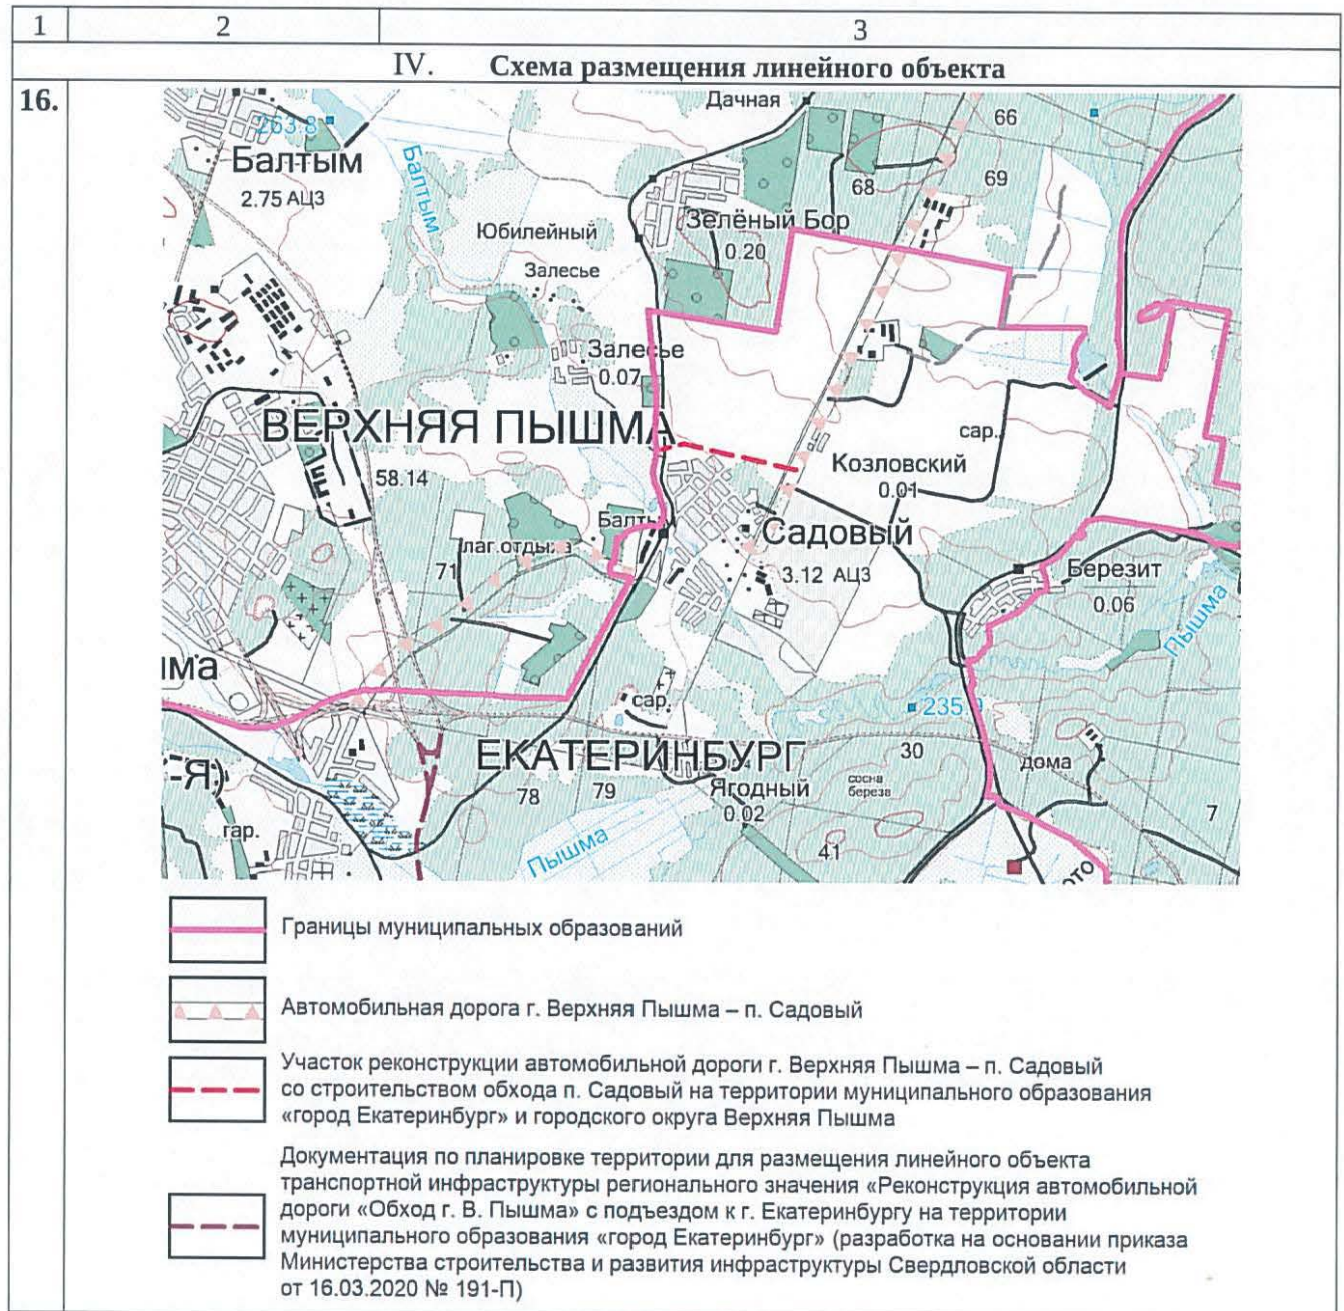 1 2 3
IV. Схема размещения линейного объекта
16.
Дачная
66
263.8
Балтым
2.75 АЦЗ
Балтым
68
69
Юбилейный
Зелёный Бор
0.20
Залесье
Залесье
0.07
ВЕРХНЯЯ ПЫШМА
сар.
Козловский
0.01
58.14
Балты
Садовый
лаг.отдыха
71
3.12 АЦЗ
Березит
0.06
Пышма
сар.
235.9
ЕКАТЕРИНБУРГ
30
дома
78
79
Ягодный
0.02
сосна
береза
7
гар.
Пышма
41
Границы муниципальных образований
Автомобильная дорога г. Верхняя Пышма – п. Садовый
Участок реконструкции автомобильной дороги г. Верхняя Пышма – п. Садовый
со строительством обхода п. Садовый на территории муниципального образования
«город Екатеринбург» и городского округа Верхняя Пышма
Документация по планировке территории для размещения линейного объекта
транспортной инфраструктуры регионального значения «Реконструкция автомобильной
дороги «Обход г. В. Пышма» с подъездом к г. Екатеринбургу на территории
муниципального образования «город Екатеринбург» (разработка на основании приказа
Министерства строительства и развития инфраструктуры Свердловской области
от 16.03.2020 № 191-П)